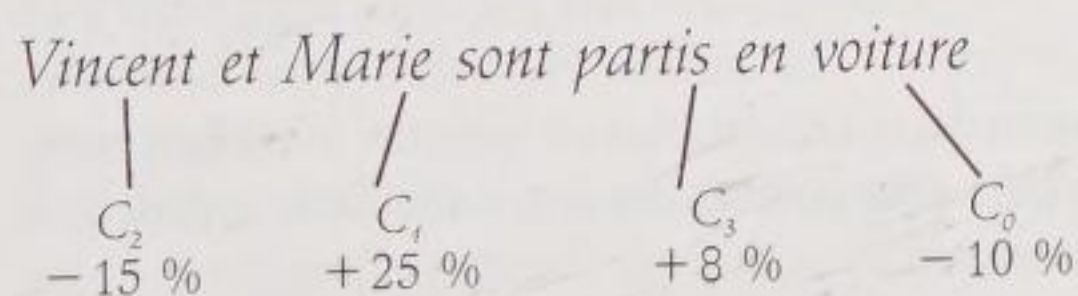 Vincent et Marie sont partis en voiture
C₂ C₁ C₃ C₀
− 15 % +25 % +8 % − 10 %